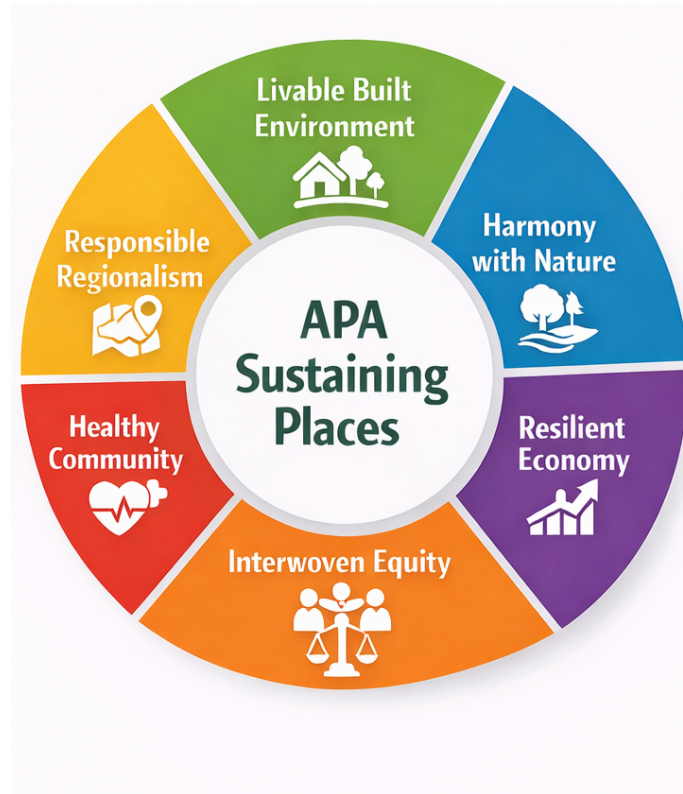 Livable Built
Environment
Harmony
with Nature
Resilient
Economy
Interwoven Equity
Healthy
Community
Responsible
Regionalism
APA
Sustaining
Places